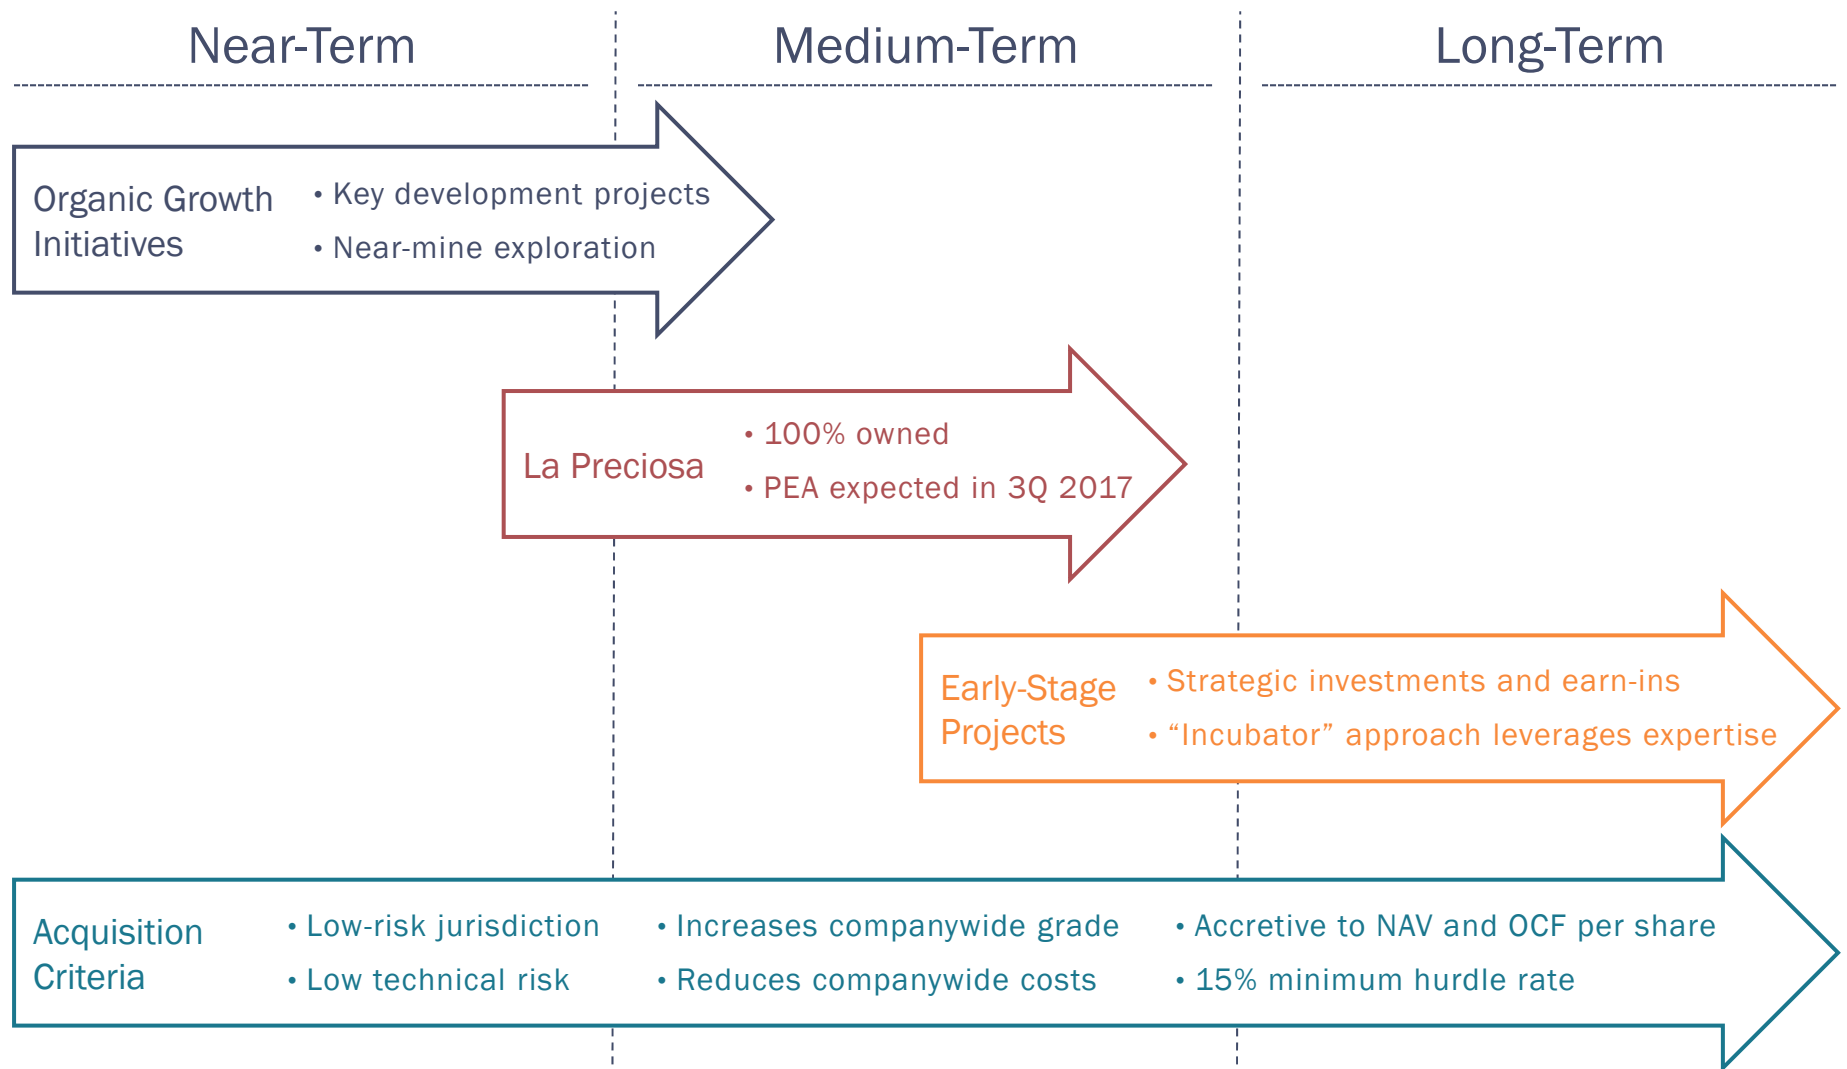 Near-Term
Medium-Term
Long-Term
Organic Growth
Initiatives
• Key development projects
• Near-mine exploration
La Preciosa
• 100% owned
• PEA expected in 3Q 2017
Early-Stage
Projects
• Strategic investments and earn-ins
• “Incubator” approach leverages expertise
Acquisition
Criteria
• Low-risk jurisdiction
• Low technical risk
• Increases companywide grade
• Reduces companywide costs
• Accretive to NAV and OCF per share
• 15% minimum hurdle rate